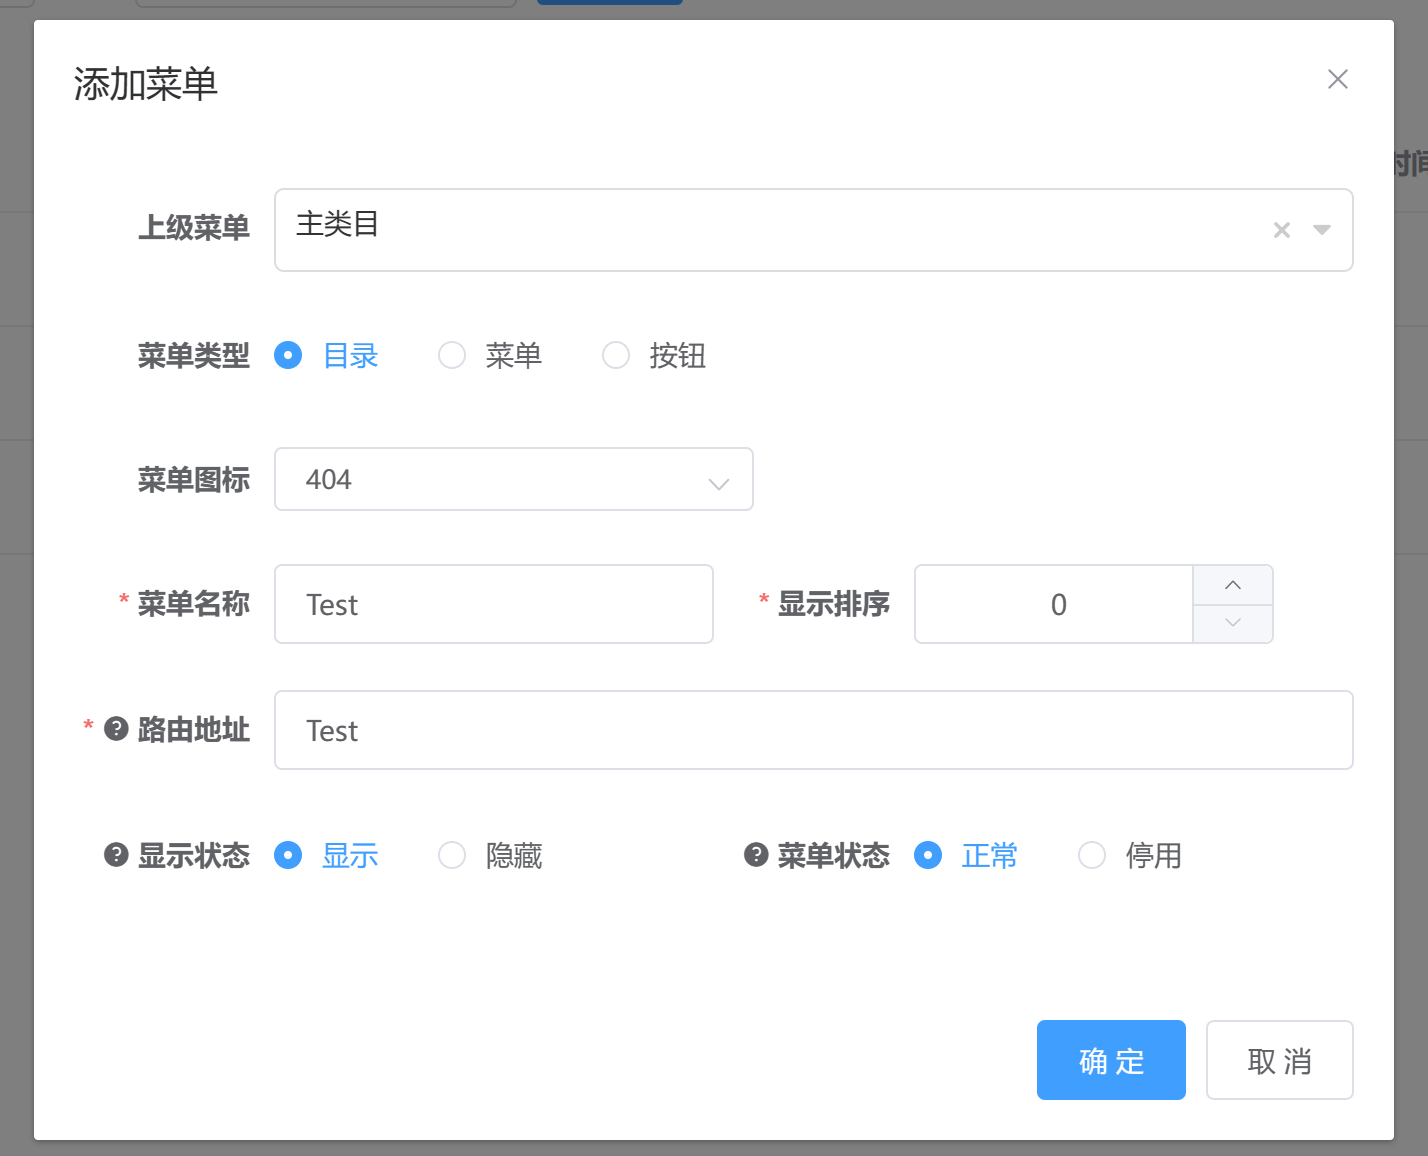 时间
添加菜单
上级菜单 主类目
菜单类型 目录 菜单 按钮
菜单图标 404
* 菜单名称 Test * 显示排序 0
* 路由地址 Test
显示状态 显示 隐藏 菜单状态 正常 停用
确 定 取 消